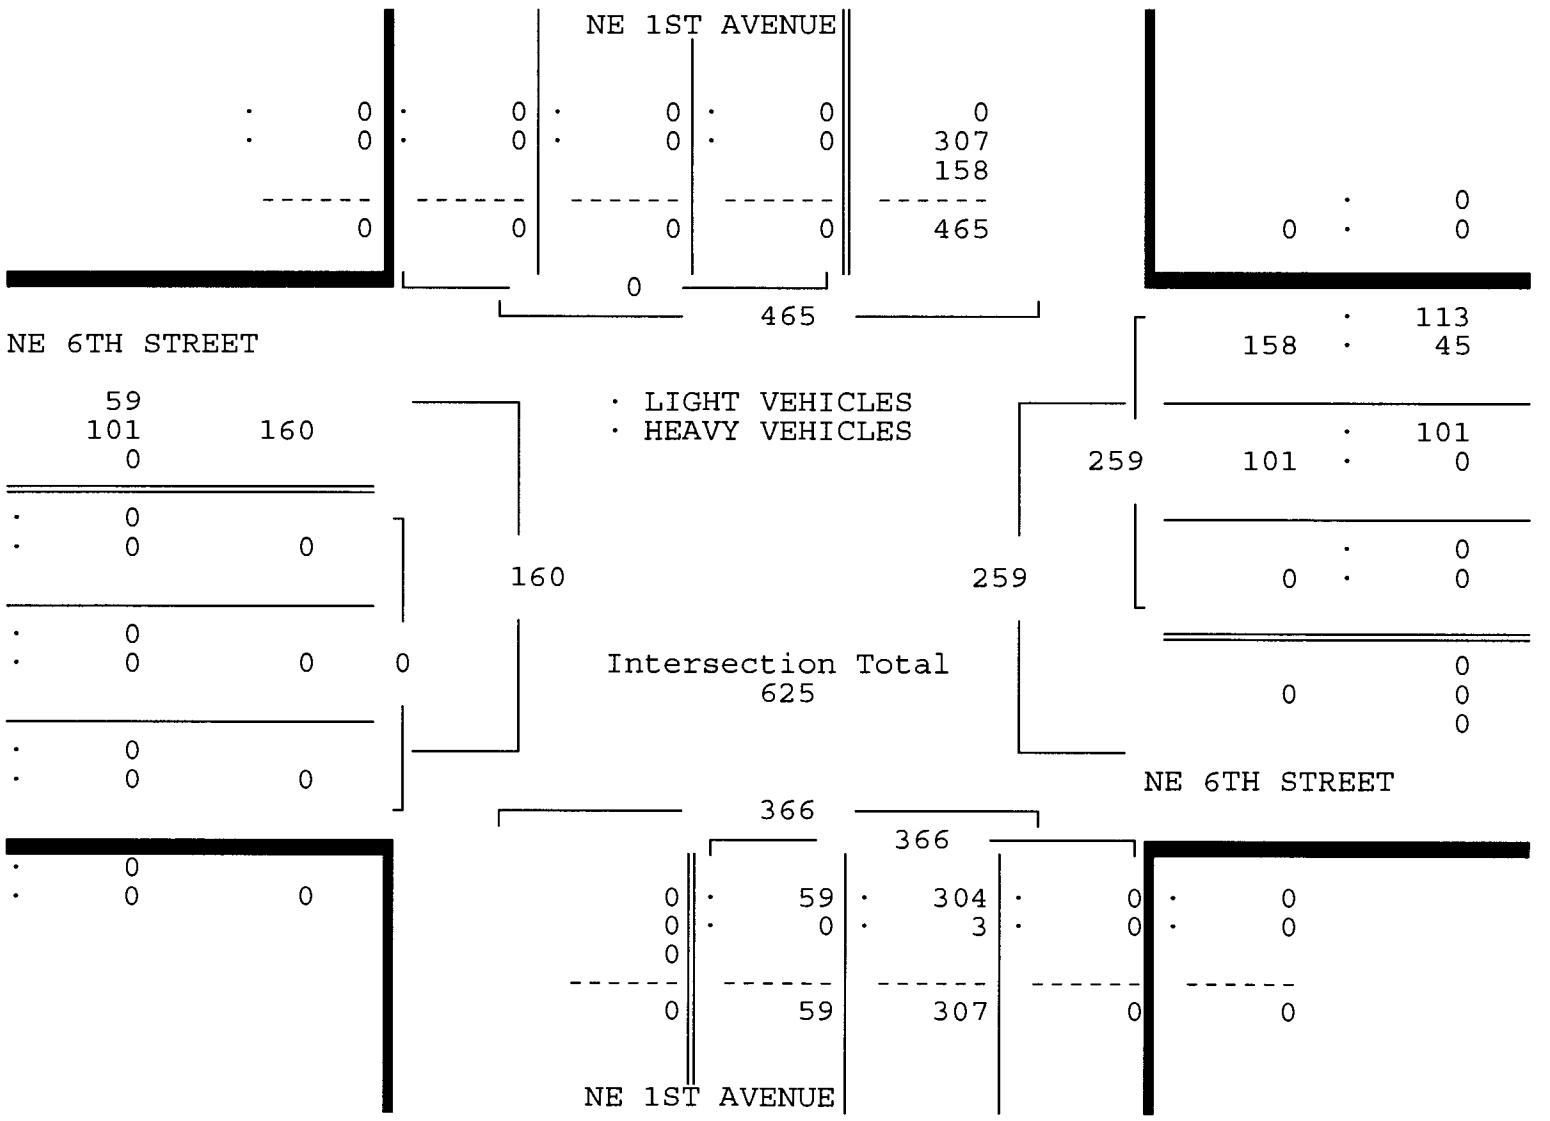 NE 1ST AVENUE
· 0 · 0 · 0 · 0 0
· 0 · 0 · 0 · 0 307
158
------ ------ ------ ------ ------ · 0
0 0 0 0 465 0 · 0
0
465 · 113
NE 6TH STREET 158 · 45
59 · LIGHT VEHICLES
101 160 · HEAVY VEHICLES · 101
0 259 101 · 0
· 0
· 0 0 · 0
160 259 0 · 0
· 0
· 0 0 0 Intersection Total 0
625 0 0
0
· 0
· 0 0 NE 6TH STREET
366
366
· 0
· 0 0 0 · 59 · 304 · 0 · 0
0 · 0 · 3 · 0 · 0
0
------ ------ ------ ------ ------
0 59 307 0 0
NE 1ST AVENUE